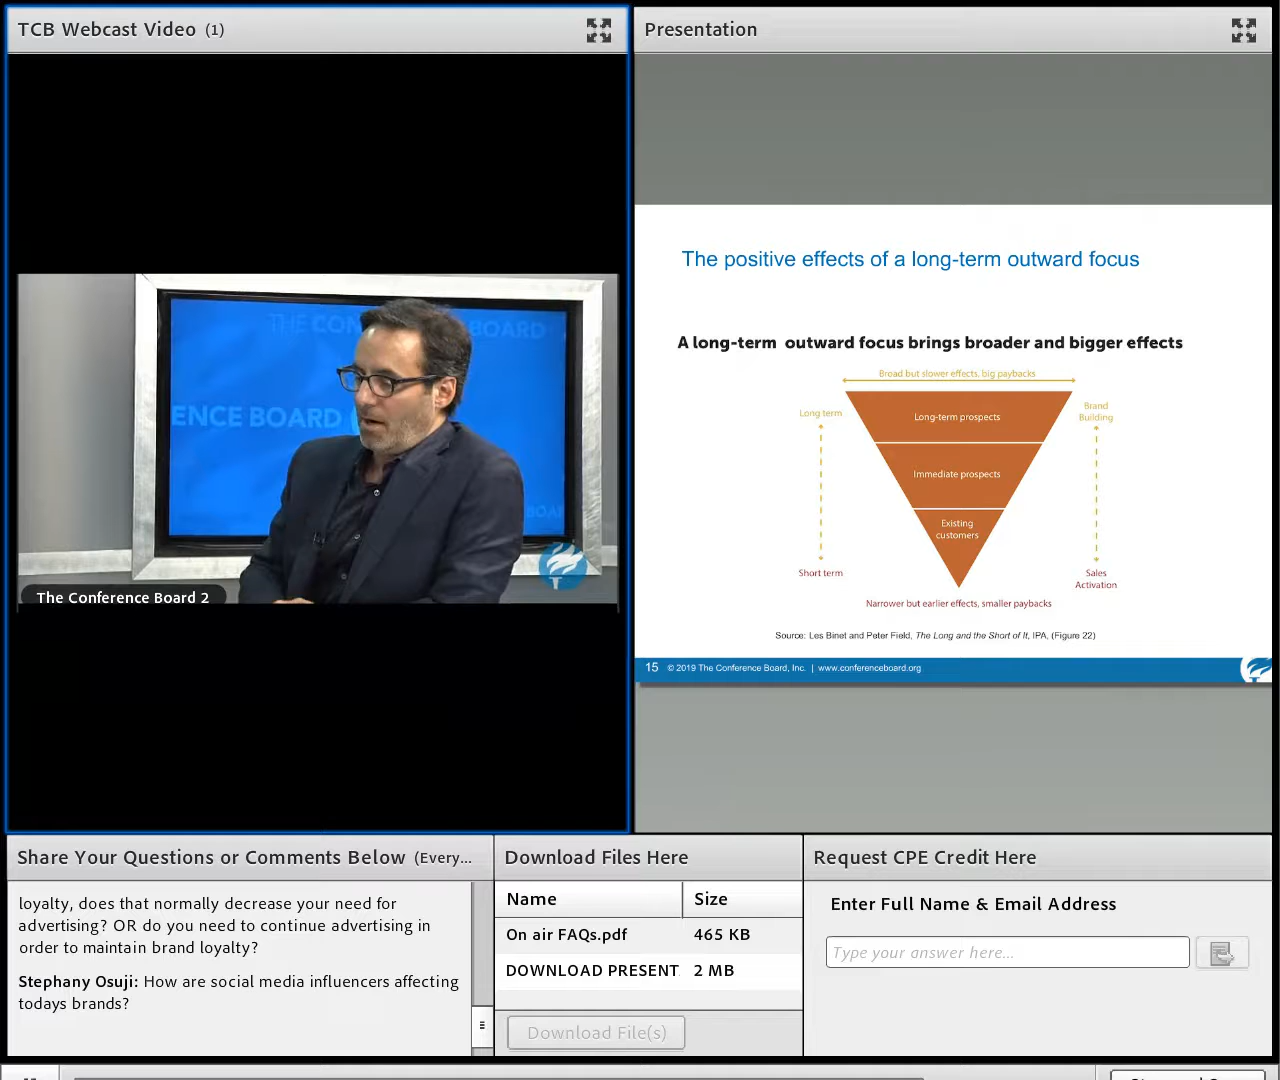 TCB Webcast Video (1)
Presentation
THE CON
BOARD
ENCE BOARD
BOA
The Conference Board 2
The positive effects of a long-term outward focus
A long-term outward focus brings broader and bigger effects
Broad but slower effects, big paybacks
Long term
Brand
Building
Long-term prospects
Immediate prospects
Existing
customers
Short term
Sales
Activation
Narrower but earlier effects, smaller paybacks
Source: Les Binet and Peter Field, The Long and the Short of It, IPA, (Figure 22)
15 © 2019 The Conference Board, Inc. | www.conferenceboard.org
Share Your Questions or Comments Below (Every...
loyalty, does that normally decrease your need for
advertising? OR do you need to continue advertising in
order to maintain brand loyalty?
Stephany Osuji: How are social media influencers affecting
todays brands?
Download Files Here
Name Size
On air FAQs.pdf 465 KB
DOWNLOAD PRESENT 2 MB
Download File(s)
Request CPE Credit Here
Enter Full Name & Email Address
Type your answer here...